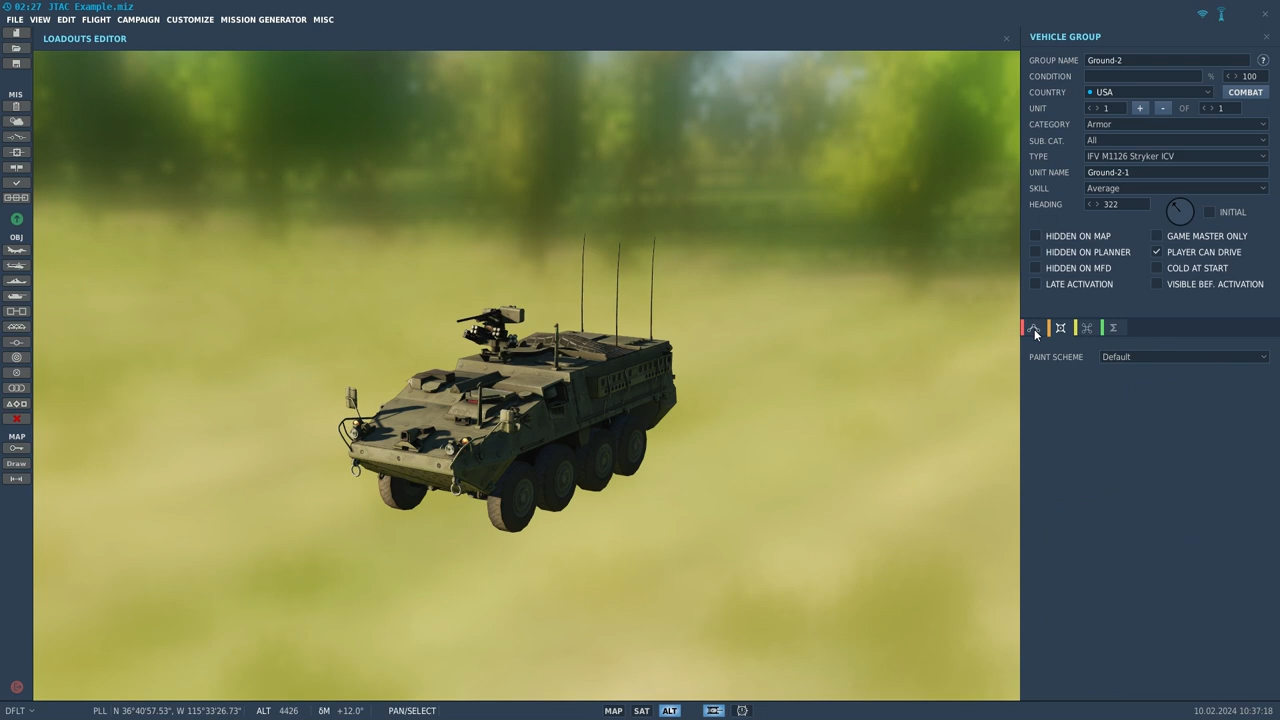 02:27 JTAC Example.miz
FILE VIEW EDIT FLIGHT CAMPAIGN CUSTOMIZE MISSION GENERATOR MISC
LOADOUTS EDITOR
MIS
OBJ
MAP
Draw
VEHICLE GROUP
GROUP NAME Ground-2 ?
CONDITION % 100
COUNTRY USA COMBAT
UNIT 1 + - OF 1
CATEGORY Armor
SUB. CAT. All
TYPE IFV M1126 Stryker ICV
UNIT NAME Ground-2-1
SKILL Average
HEADING 322 INITIAL
HIDDEN ON MAP GAME MASTER ONLY
HIDDEN ON PLANNER PLAYER CAN DRIVE
HIDDEN ON MFD COLD AT START
LATE ACTIVATION VISIBLE BEF. ACTIVATION
Σ
PAINT SCHEME Default
DFLT PLL N 36°40'57.53", W 115°33'26.73" ALT 4426 δM +12.0° PAN/SELECT MAP SAT ALT 10.02.2024 10:37:18